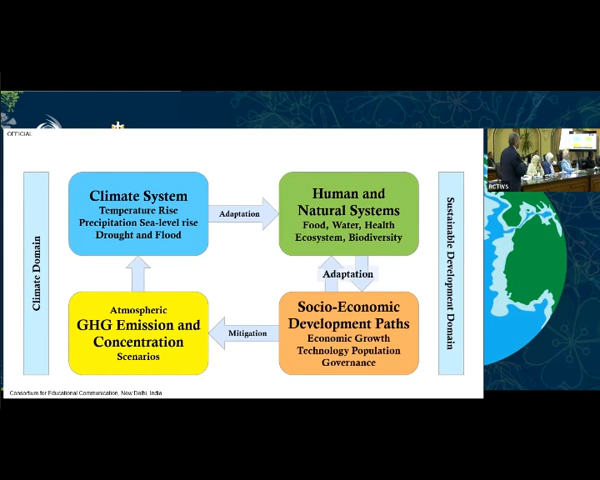 OFFICIAL
Climate Domain
Climate System
Temperature Rise
Precipitation Sea-level rise
Drought and Flood
Adaptation
Human and
Natural Systems
Food, Water, Health
Ecosystem, Biodiversity
Sustainable Development Domain
Adaptation
Atmospheric
GHG Emission and
Concentration
Scenarios
Mitigation
Socio-Economic
Development Paths
Economic Growth
Technology Population
Governance
Consortium for Educational Communication, New Delhi, India
RCTWS